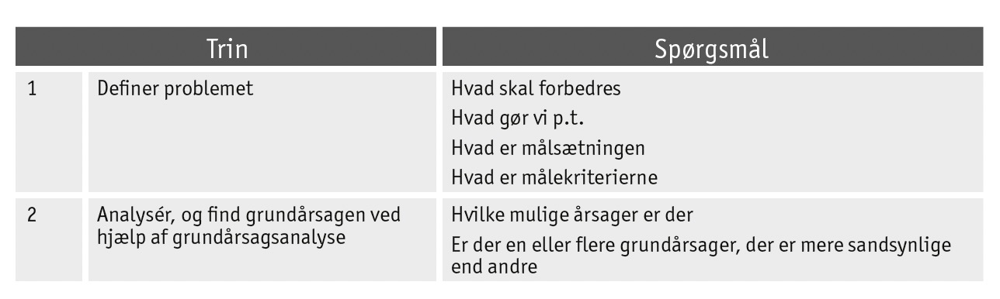 Trin
Spørgsmål
1
Definer problemet
Hvad skal forbedres
Hvad gør vi p.t.
Hvad er målsætningen
Hvad er målekriterierne
2
Analysér, og find grundårsagen ved
hjælp af grundårsagsanalyse
Hvilke mulige årsager er der
Er der en eller flere grundårsager, der er mere sandsynlige
end andre